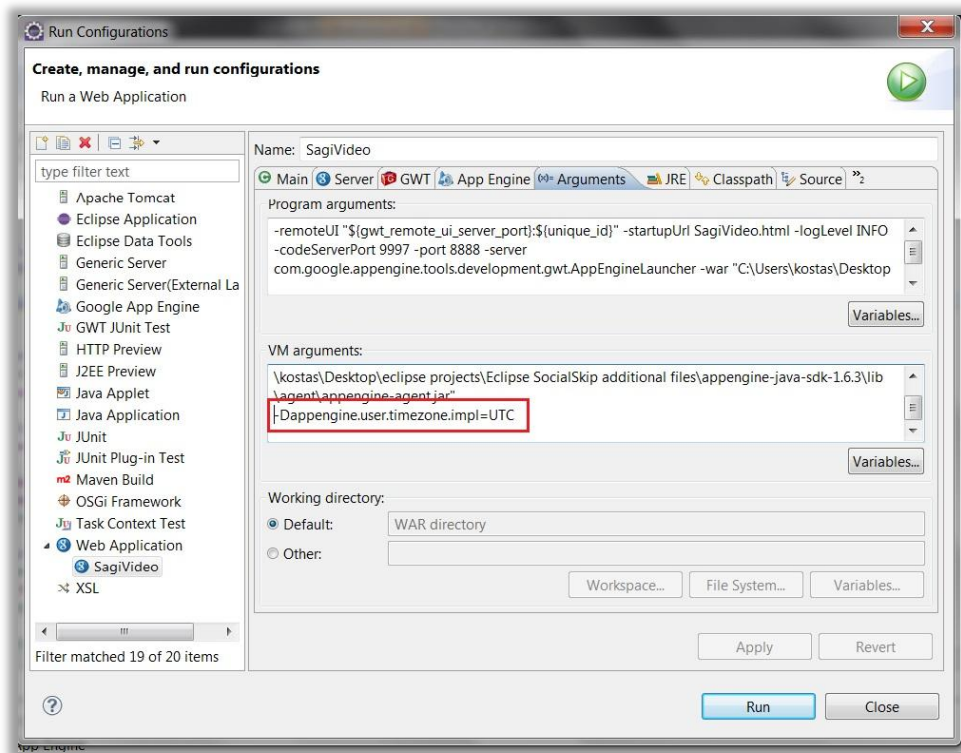 Run Configurations
X
Create, manage, and run configurations
Run a Web Application
type filter text
Apache Tomcat
Eclipse Application
Eclipse Data Tools
Generic Server
Generic Server(External La
Google App Engine
GWT JUnit Test
HTTP Preview
J2EE Preview
Java Applet
Java Application
JUnit
JUnit Plug-in Test
Maven Build
OSGi Framework
Task Context Test
Web Application
SagiVideo
XSL
Filter matched 19 of 20 items
Name: SagiVideo
Main Server GWT App Engine (x)= Arguments JRE Classpath Source »2
Program arguments:
-remoteUI "${gwt_remote_ui_server_port}:${unique_id}" -startupUrl SagiVideo.html -logLevel INFO
-codeServerPort 9997 -port 8888 -server
com.google.appengine.tools.development.gwt.AppEngineLauncher -war "C:\Users\kostas\Desktop
Variables...
VM arguments:
\kostas\Desktop\eclipse projects\Eclipse SocialSkip additional files\appengine-java-sdk-1.6.3\lib
\agent\appengine-agent.jar"
-Dappengine.user.timezone.impl=UTC
Variables...
Working directory:
Default: WAR directory
Other:
Workspace... File System... Variables...
Apply Revert
? Run Close
App Engine